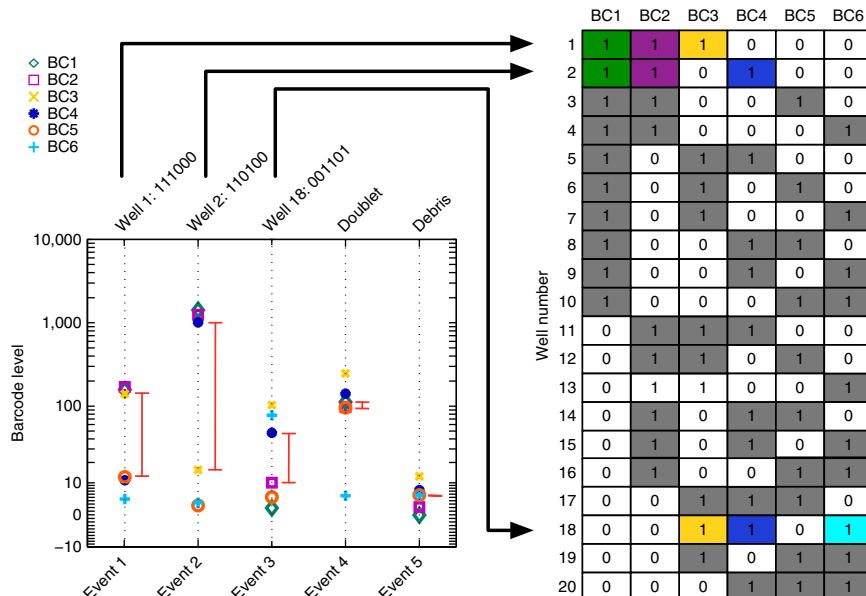 BC1 BC2 BC3 BC4 BC5 BC6
BC1
BC2
BC3
BC4
BC5
BC6
Well 1: 111000
Well 2: 110100
Well 18: 001101
Doublet
Debris
Barcode level
10,000
1,000
100
10
0
−10
Event 1
Event 2
Event 3
Event 4
Event 5
Well number
1 1 1 1 0 0 0
2 1 1 0 1 0 0
3 1 1 0 0 1 0
4 1 1 0 0 0 1
5 1 0 1 1 0 0
6 1 0 1 0 1 0
7 1 0 1 0 0 1
8 1 0 0 1 1 0
9 1 0 0 1 0 1
10 1 0 0 0 1 1
11 0 1 1 1 0 0
12 0 1 1 0 1 0
13 0 1 1 0 0 1
14 0 1 0 1 1 0
15 0 1 0 1 0 1
16 0 1 0 0 1 1
17 0 0 1 1 1 0
18 0 0 1 1 0 1
19 0 0 1 0 1 1
20 0 0 0 1 1 1